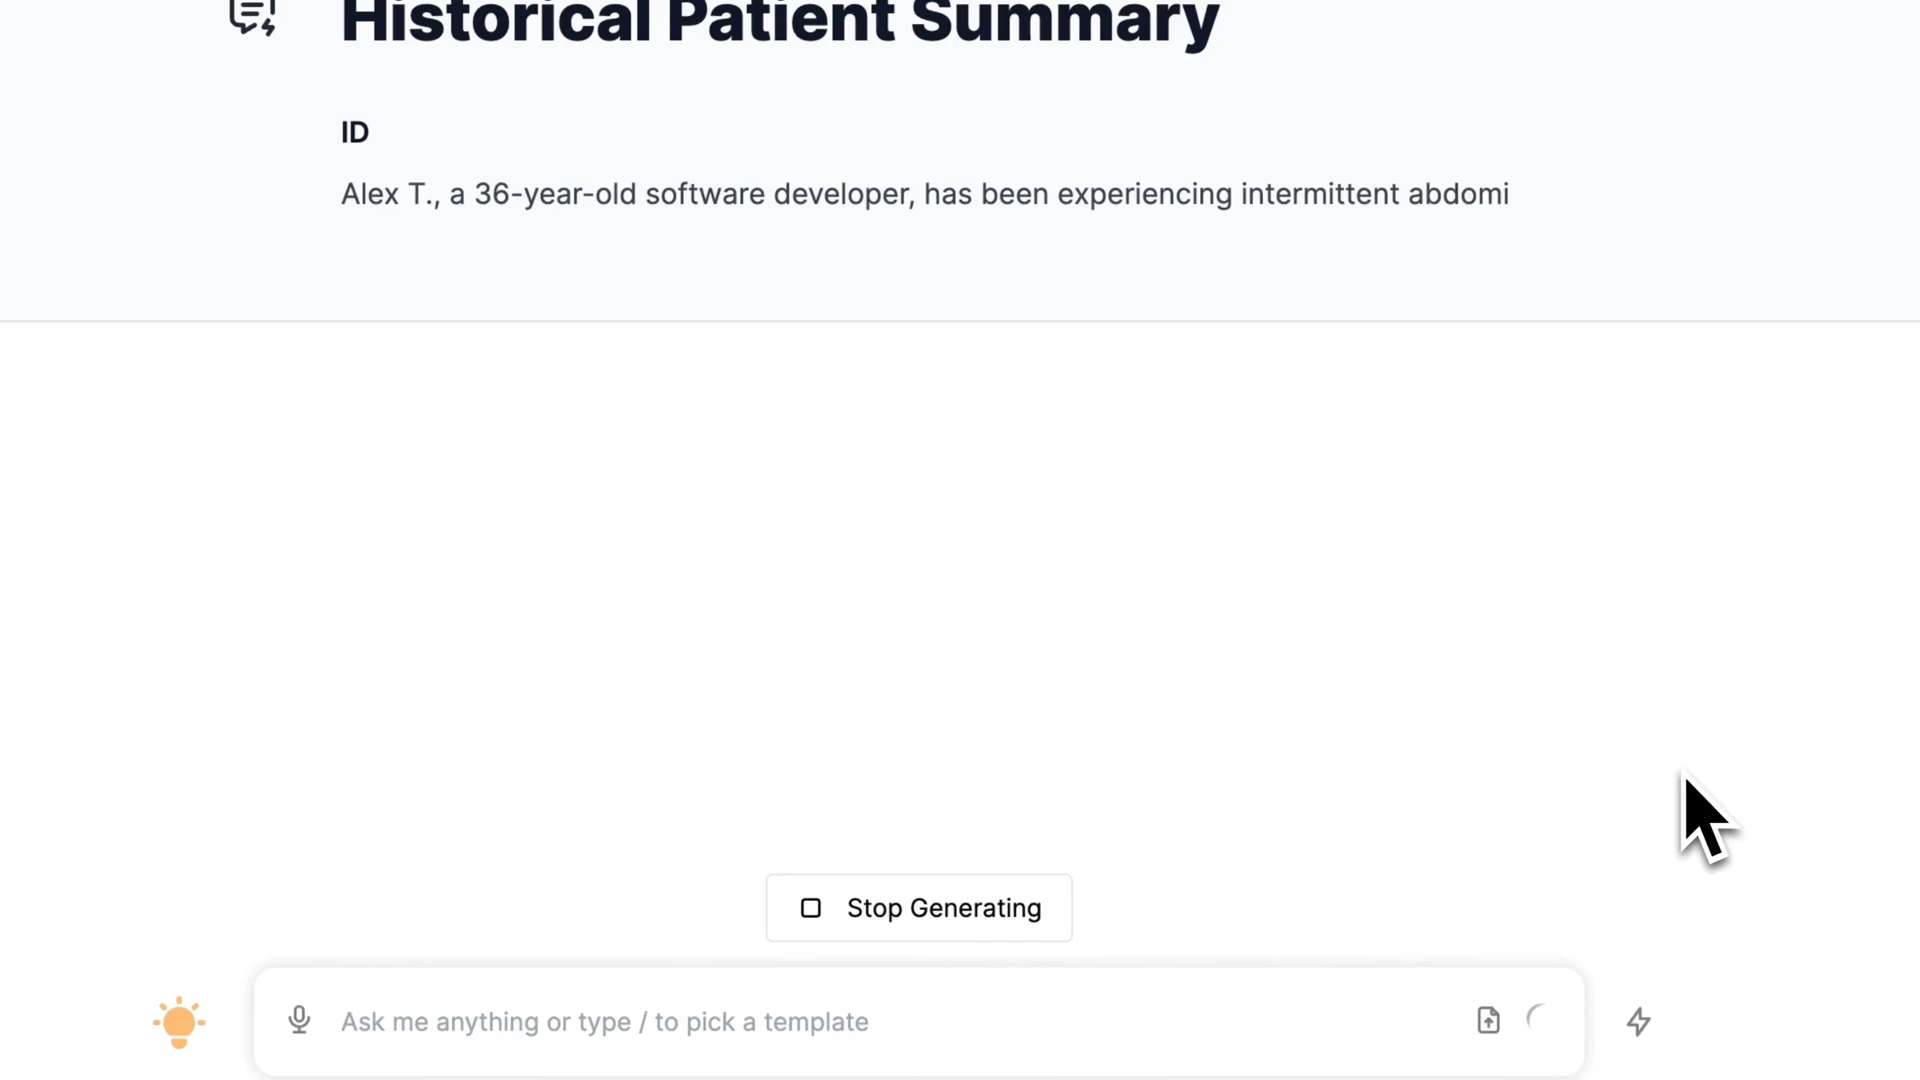 Historical Patient Summary
ID
Alex T., a 36-year-old software developer, has been experiencing intermittent abdomi
Stop Generating
Ask me anything or type / to pick a template